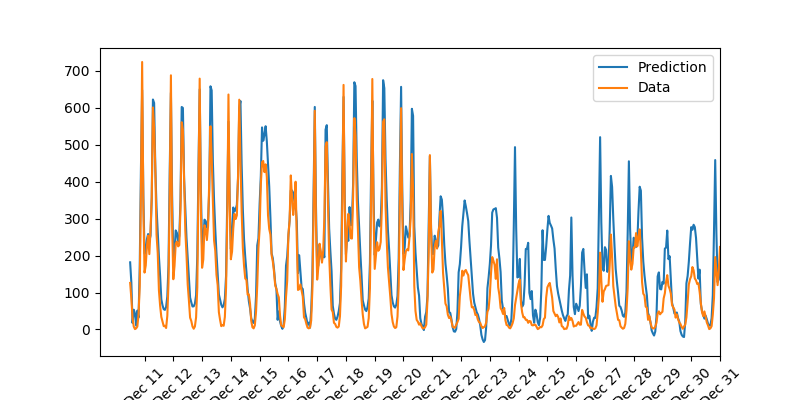 Prediction
Data
700
600
500
400
300
200
100
0
Dec 11
Dec 12
Dec 13
Dec 14
Dec 15
Dec 16
Dec 17
Dec 18
Dec 19
Dec 20
Dec 21
Dec 22
Dec 23
Dec 24
Dec 25
Dec 26
Dec 27
Dec 28
Dec 29
Dec 30
Dec 31